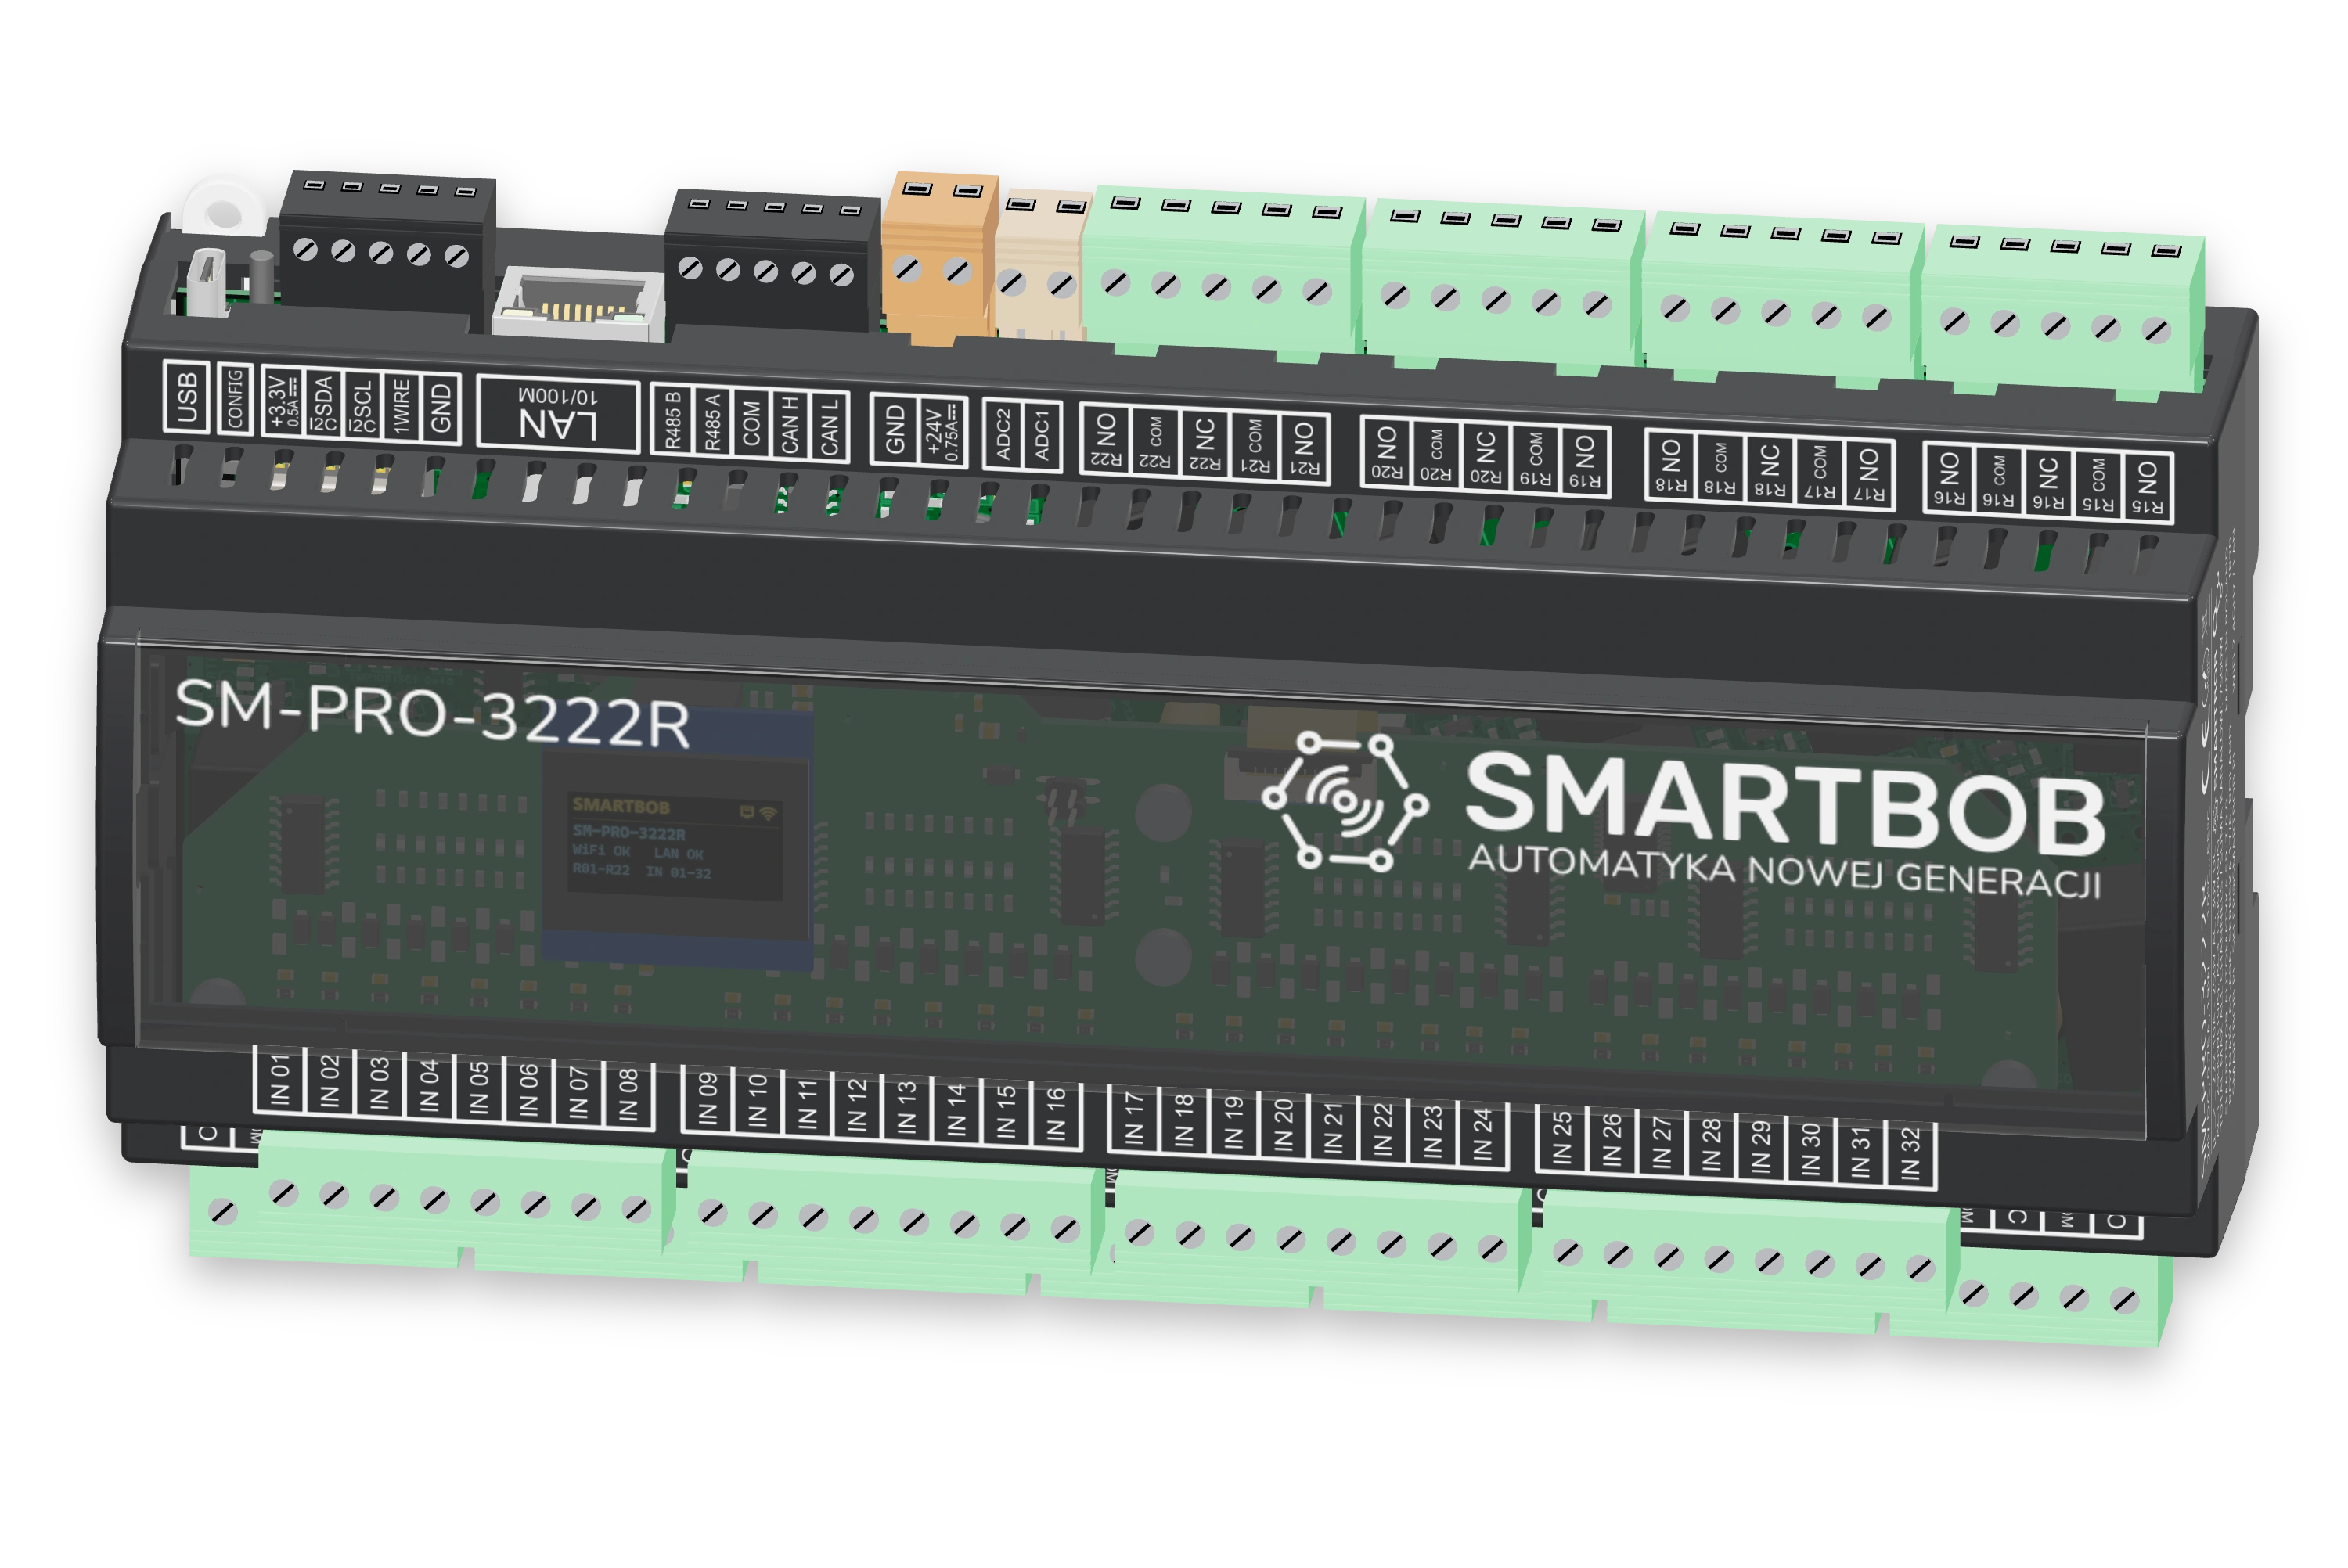 USB
CONFIG
+3.3V
0.5A
I2C SDA
I2C SCL
1WIRE
GND
LAN
10/100M
R485 B
R485 A
COM
CAN H
CAN L
GND
+24V
0.75A
ADC2
ADC1
R22 NO
R22 COM
R22 NC
R21 COM
R21 NO
R20 NO
R20 COM
R20 NC
R19 COM
R19 NO
R18 NO
R18 COM
R18 NC
R17 COM
R17 NO
R16 NO
R16 COM
R16 NC
R15 COM
R15 NO
SM-PRO-3222R
SMARTBOB
AUTOMATYKA NOWEJ GENERACJI
SMARTBOB
SM-PRO-3222R
WiFi OK LAN OK
R01-R22 IN 01-32
IN 01
IN 02
IN 03
IN 04
IN 05
IN 06
IN 07
IN 08
IN 09
IN 10
IN 11
IN 12
IN 13
IN 14
IN 15
IN 16
IN 17
IN 18
IN 19
IN 20
IN 21
IN 22
IN 23
IN 24
IN 25
IN 26
IN 27
IN 28
IN 29
IN 30
IN 31
IN 32